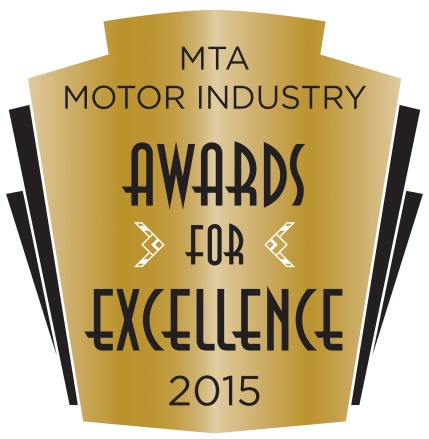 MTA
MOTOR INDUSTRY
AWARDS
FOR
EXCELLENCE
2015